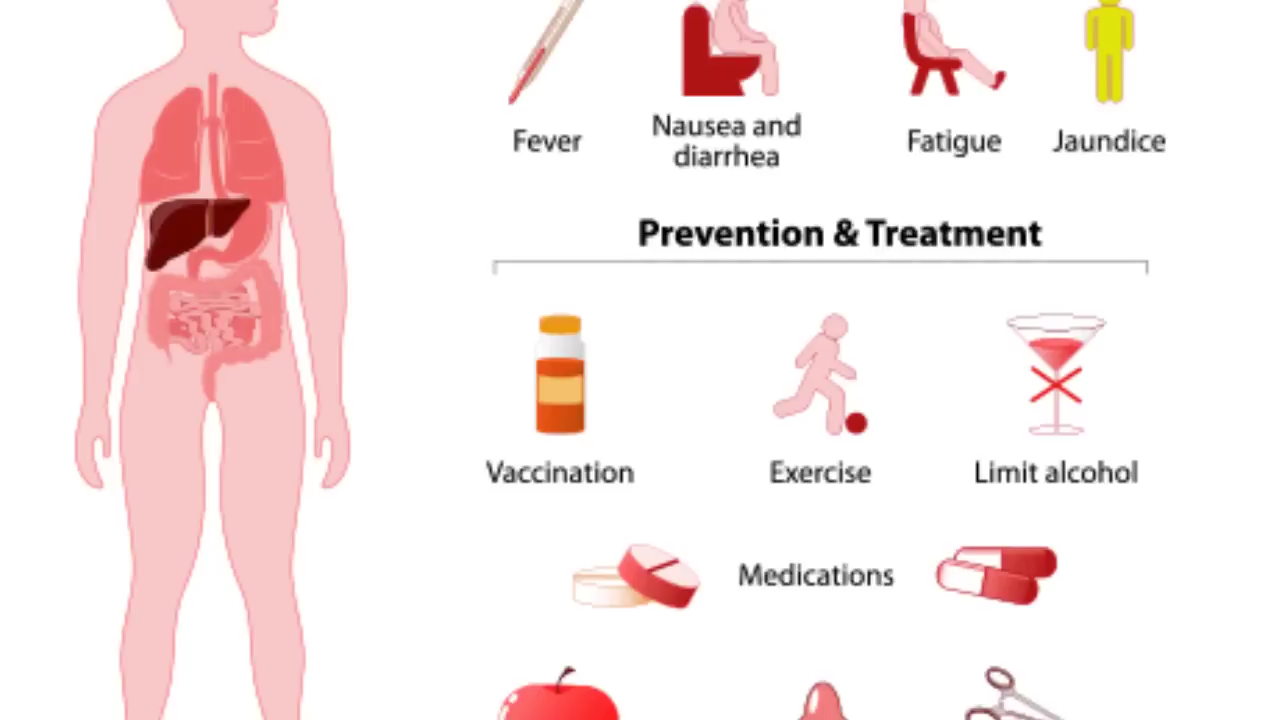 Fever
Nausea and
diarrhea
Fatigue
Jaundice
Prevention & Treatment
Vaccination
Exercise
Limit alcohol
Medications